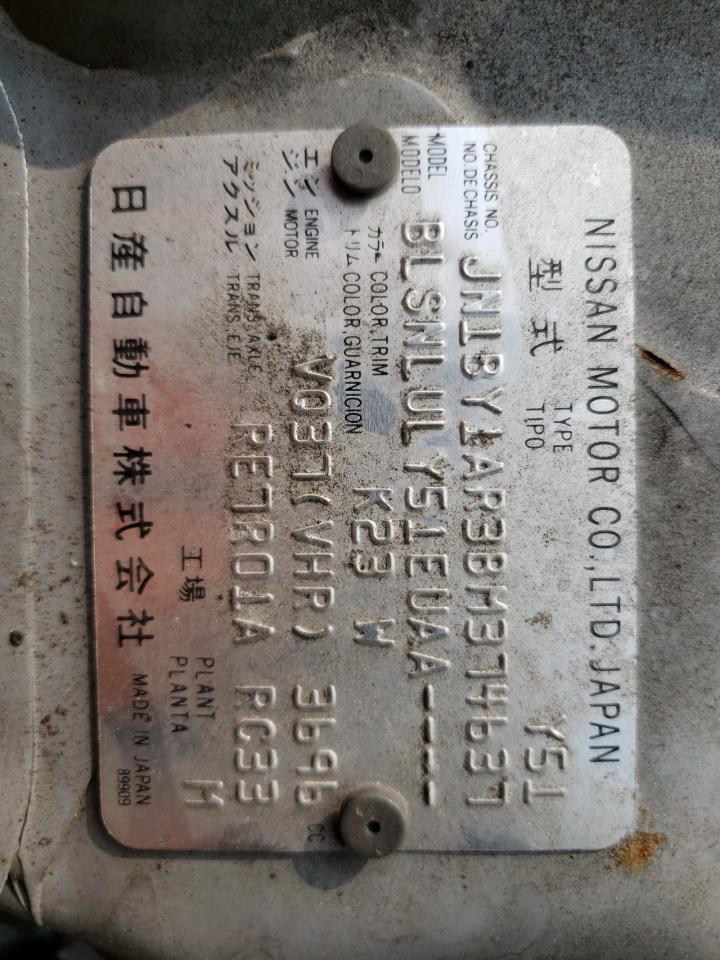 NISSAN MOTOR CO.,LTD.JAPAN
型式 TYPE TIPO Y51
CHASSIS NO. NO.DE CHASIS JN1BY1AP3BM374637
MODEL MODELO BLSNLULY51EUAA----
カラー トリム COLOR,TRIM COLOR,GUARNICION K23 W
エンジン ENGINE MOTOR VQ37(VHR) 3696 CC
ミッション アクスル TRANS.AXLE TRANS.EJE RE7R01A RC33
工場 PLANT PLANTA M
日産自動車株式会社 MADE IN JAPAN
89909